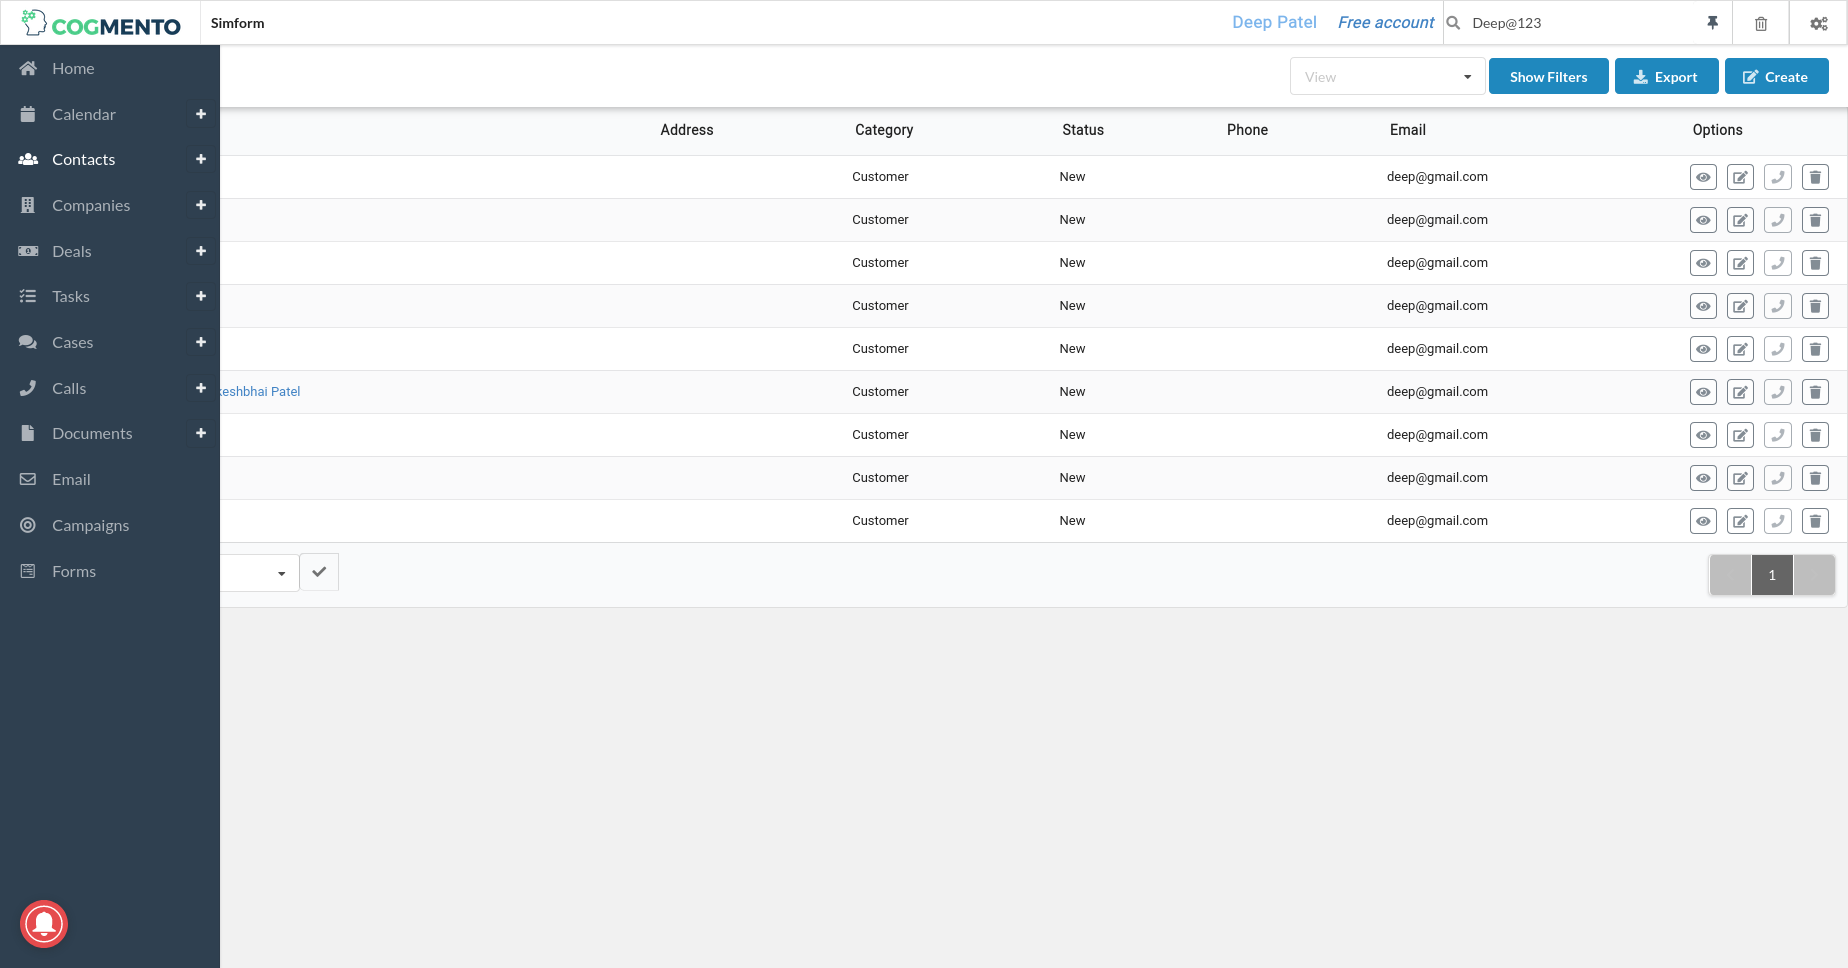 COGMENTO
Simform
Deep Patel
Free account
Deep@123
Home
Calendar
Contacts
Companies
Deals
Tasks
Cases
Calls
Documents
Email
Campaigns
Forms
View
Show Filters
Export
Create
Address Category Status Phone Email Options
Customer New deep@gmail.com
Customer New deep@gmail.com
Customer New deep@gmail.com
Customer New deep@gmail.com
Customer New deep@gmail.com
keshbhai Patel Customer New deep@gmail.com
Customer New deep@gmail.com
Customer New deep@gmail.com
Customer New deep@gmail.com
1